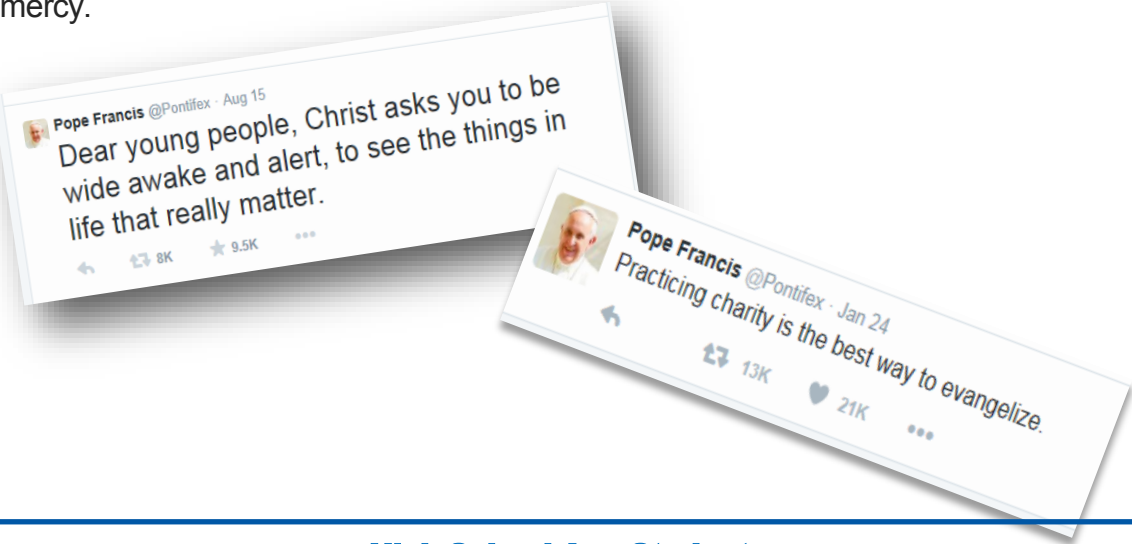 mercy.
Pope Francis @Pontifex · Aug 15
Dear young people, Christ asks you to be
wide awake and alert, to see the things in
life that really matter.
8K 9.5K
Pope Francis @Pontifex · Jan 24
Practicing charity is the best way to evangelize.
13K 21K